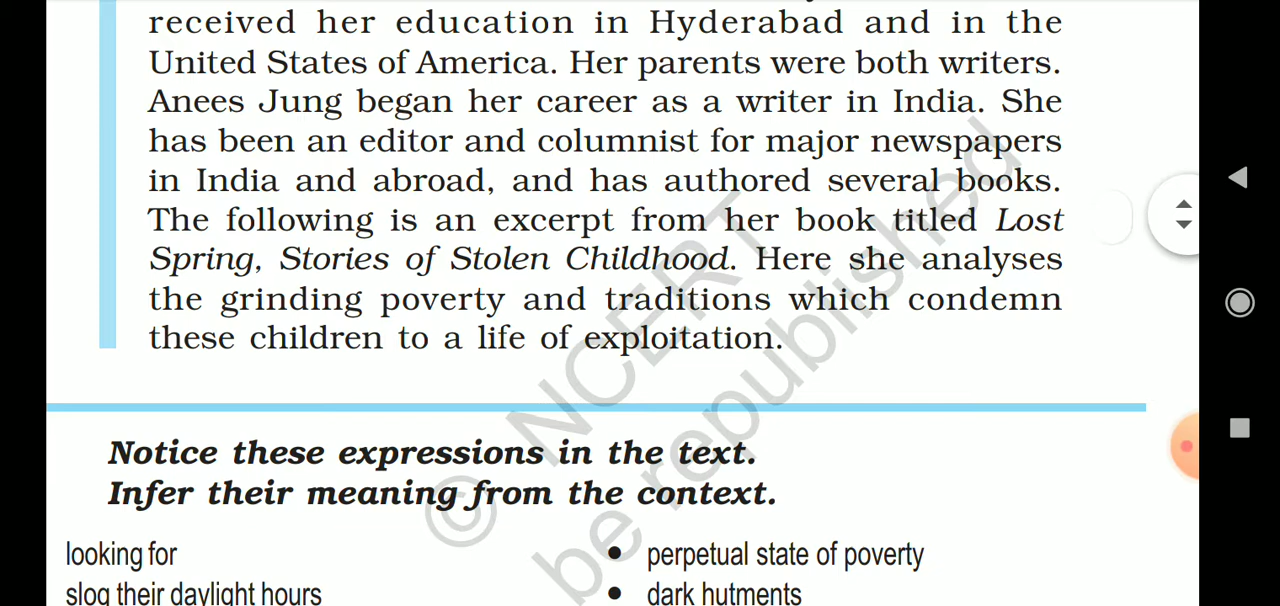 received her education in Hyderabad and in the
United States of America. Her parents were both writers.
Anees Jung began her career as a writer in India. She
has been an editor and columnist for major newspapers
in India and abroad, and has authored several books.
The following is an excerpt from her book titled Lost
Spring, Stories of Stolen Childhood. Here she analyses
the grinding poverty and traditions which condemn
these children to a life of exploitation.
© NCERT
be republished
Notice these expressions in the text.
Infer their meaning from the context.
looking for
• perpetual state of poverty
slog their daylight hours
• dark hutments